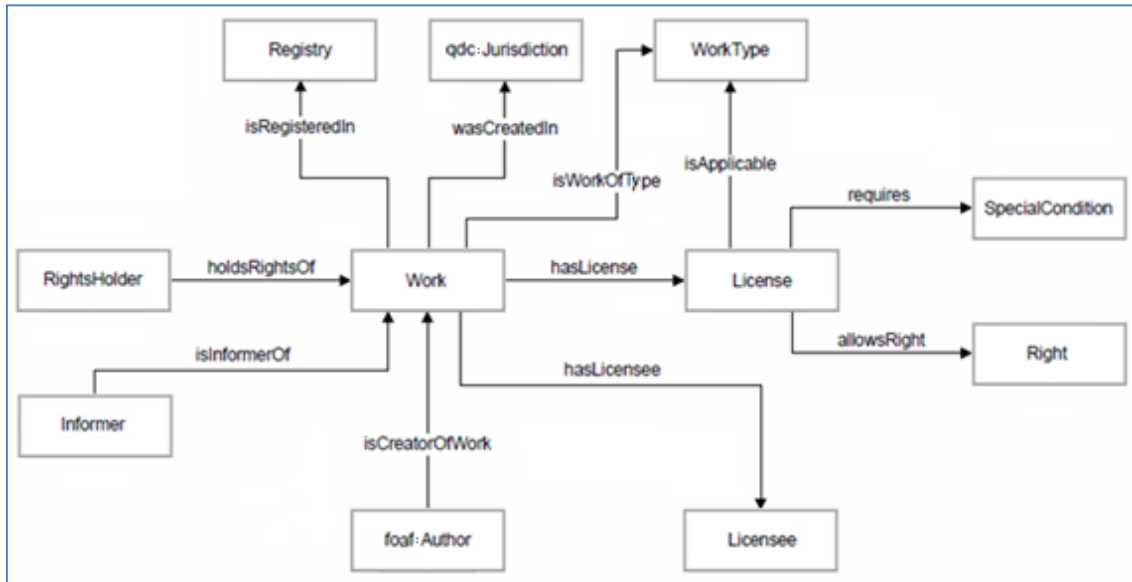 Registry
qdc:Jurisdiction
WorkType
isRegisteredIn
wasCreatedIn
isWorkOfType
isApplicable
requires
SpecialCondition
RightsHolder
holdsRightsOf
Work
hasLicense
License
isInformerOf
hasLicensee
allowsRight
Right
Informer
isCreatorOfWork
foaf:Author
Licensee